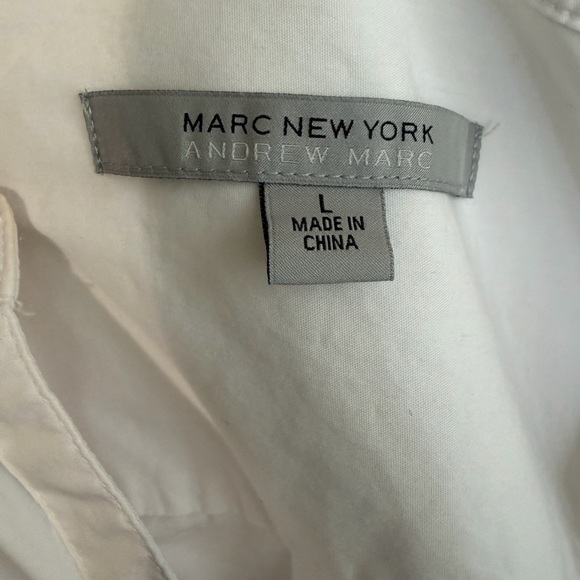 MARC NEW YORK
ANDREW MARC
L
MADE IN
CHINA